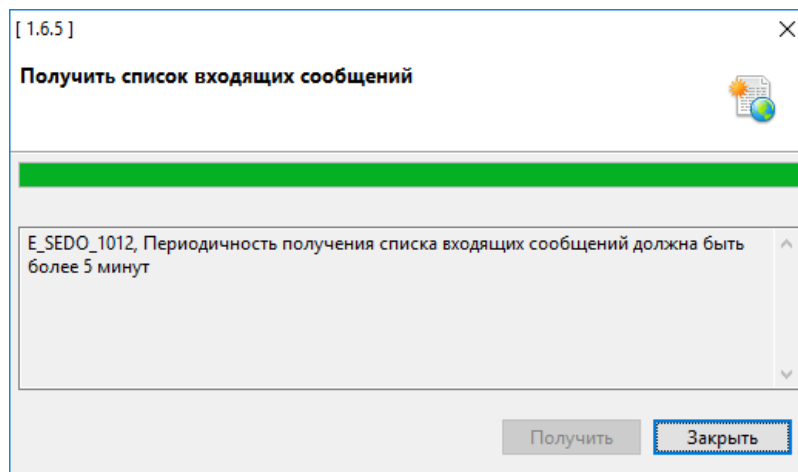 [ 1.6.5 ]
Получить список входящих сообщений
E_SEDO_1012, Периодичность получения списка входящих сообщений должна быть
более 5 минут
Получить
Закрыть